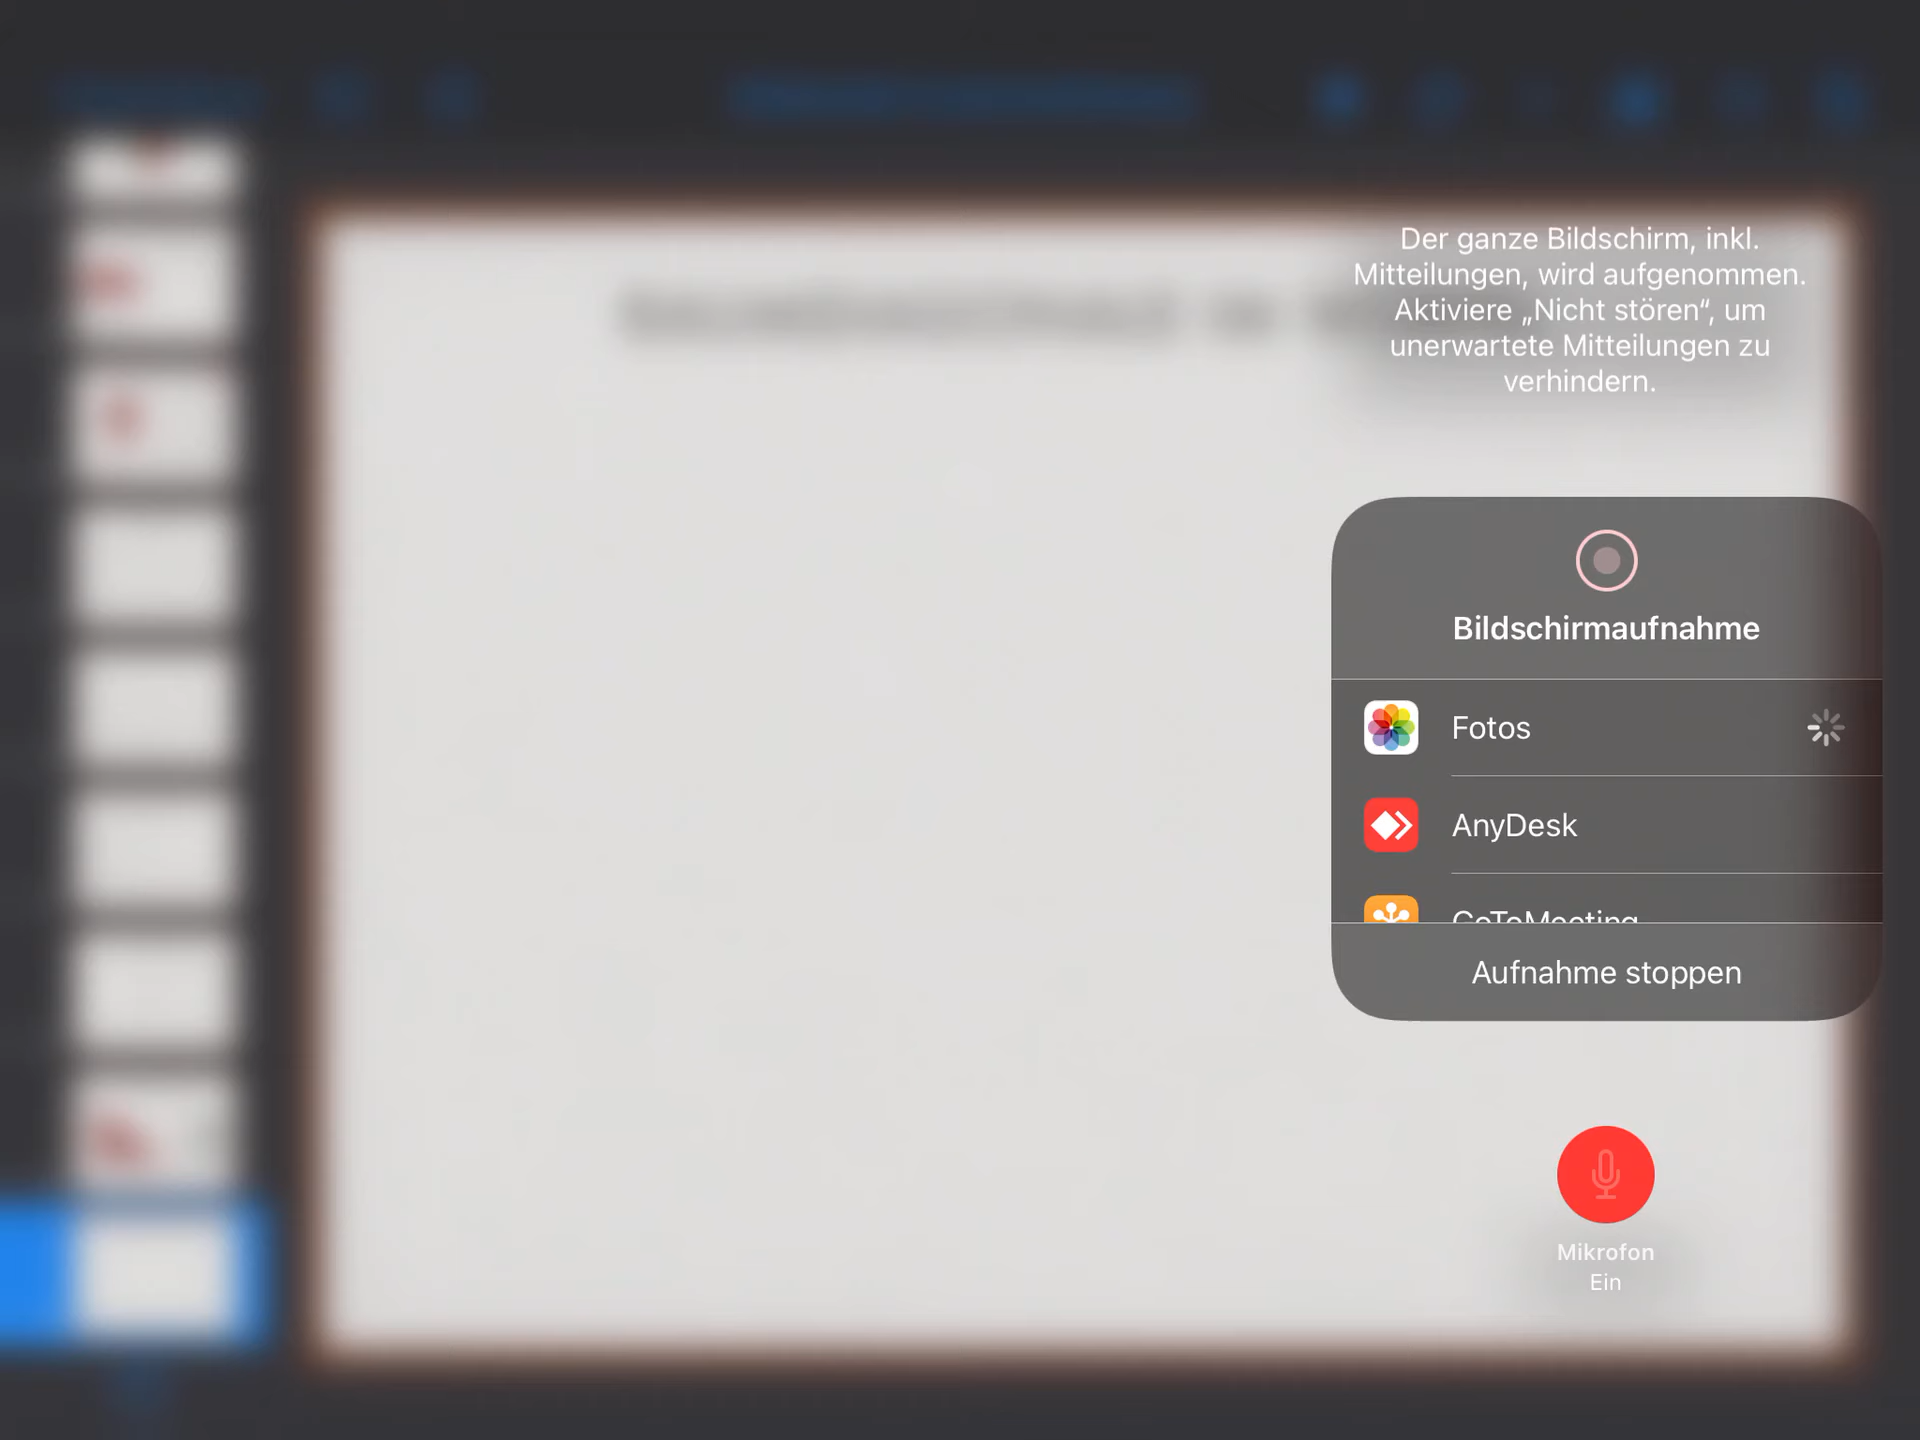 Der ganze Bildschirm, inkl.
Mitteilungen, wird aufgenommen.
Aktiviere „Nicht stören“, um
unerwartete Mitteilungen zu
verhindern.
Bildschirmaufnahme
Fotos
AnyDesk
GoToMeeting
Aufnahme stoppen
Mikrofon
Ein